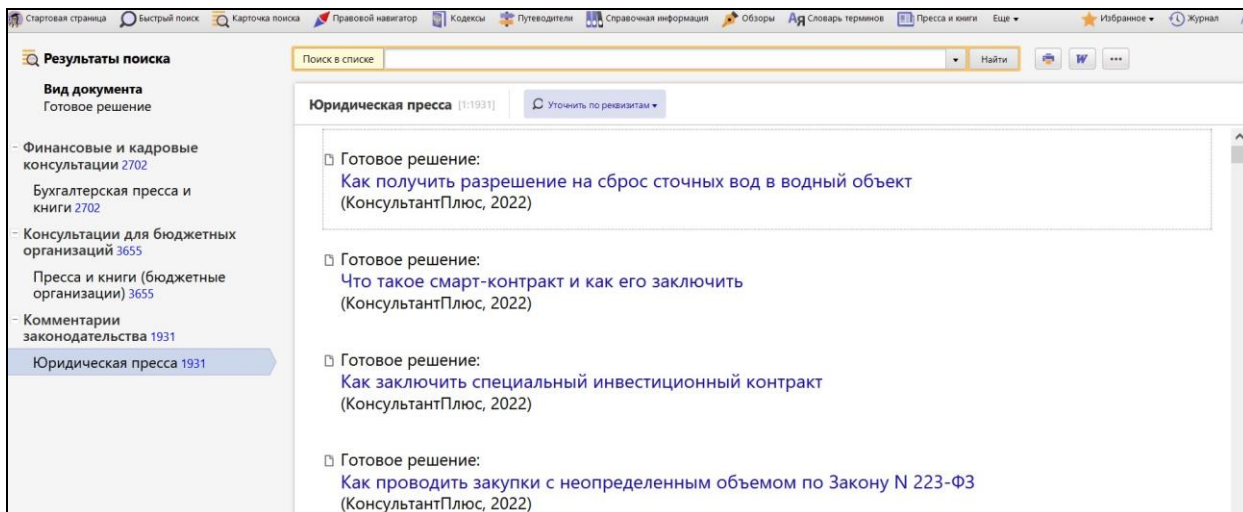 Стартовая страница Быстрый поиск Карточка поиска Правовой навигатор Кодексы Путеводители Справочная информация Обзоры Словарь терминов Пресса и книги Еще Избранное Журнал
Результаты поиска
Вид документа
Готовое решение
Финансовые и кадровые
консультации 2702
Бухгалтерская пресса и
книги 2702
Консультации для бюджетных
организаций 3655
Пресса и книги (бюджетные
организации) 3655
Комментарии
законодательства 1931
Юридическая пресса 1931
Поиск в списке Найти
Юридическая пресса [1:1931] Уточнить по реквизитам
Готовое решение:
Как получить разрешение на сброс сточных вод в водный объект
(КонсультантПлюс, 2022)
Готовое решение:
Что такое смарт-контракт и как его заключить
(КонсультантПлюс, 2022)
Готовое решение:
Как заключить специальный инвестиционный контракт
(КонсультантПлюс, 2022)
Готовое решение:
Как проводить закупки с неопределенным объемом по Закону N 223-ФЗ
(КонсультантПлюс, 2022)